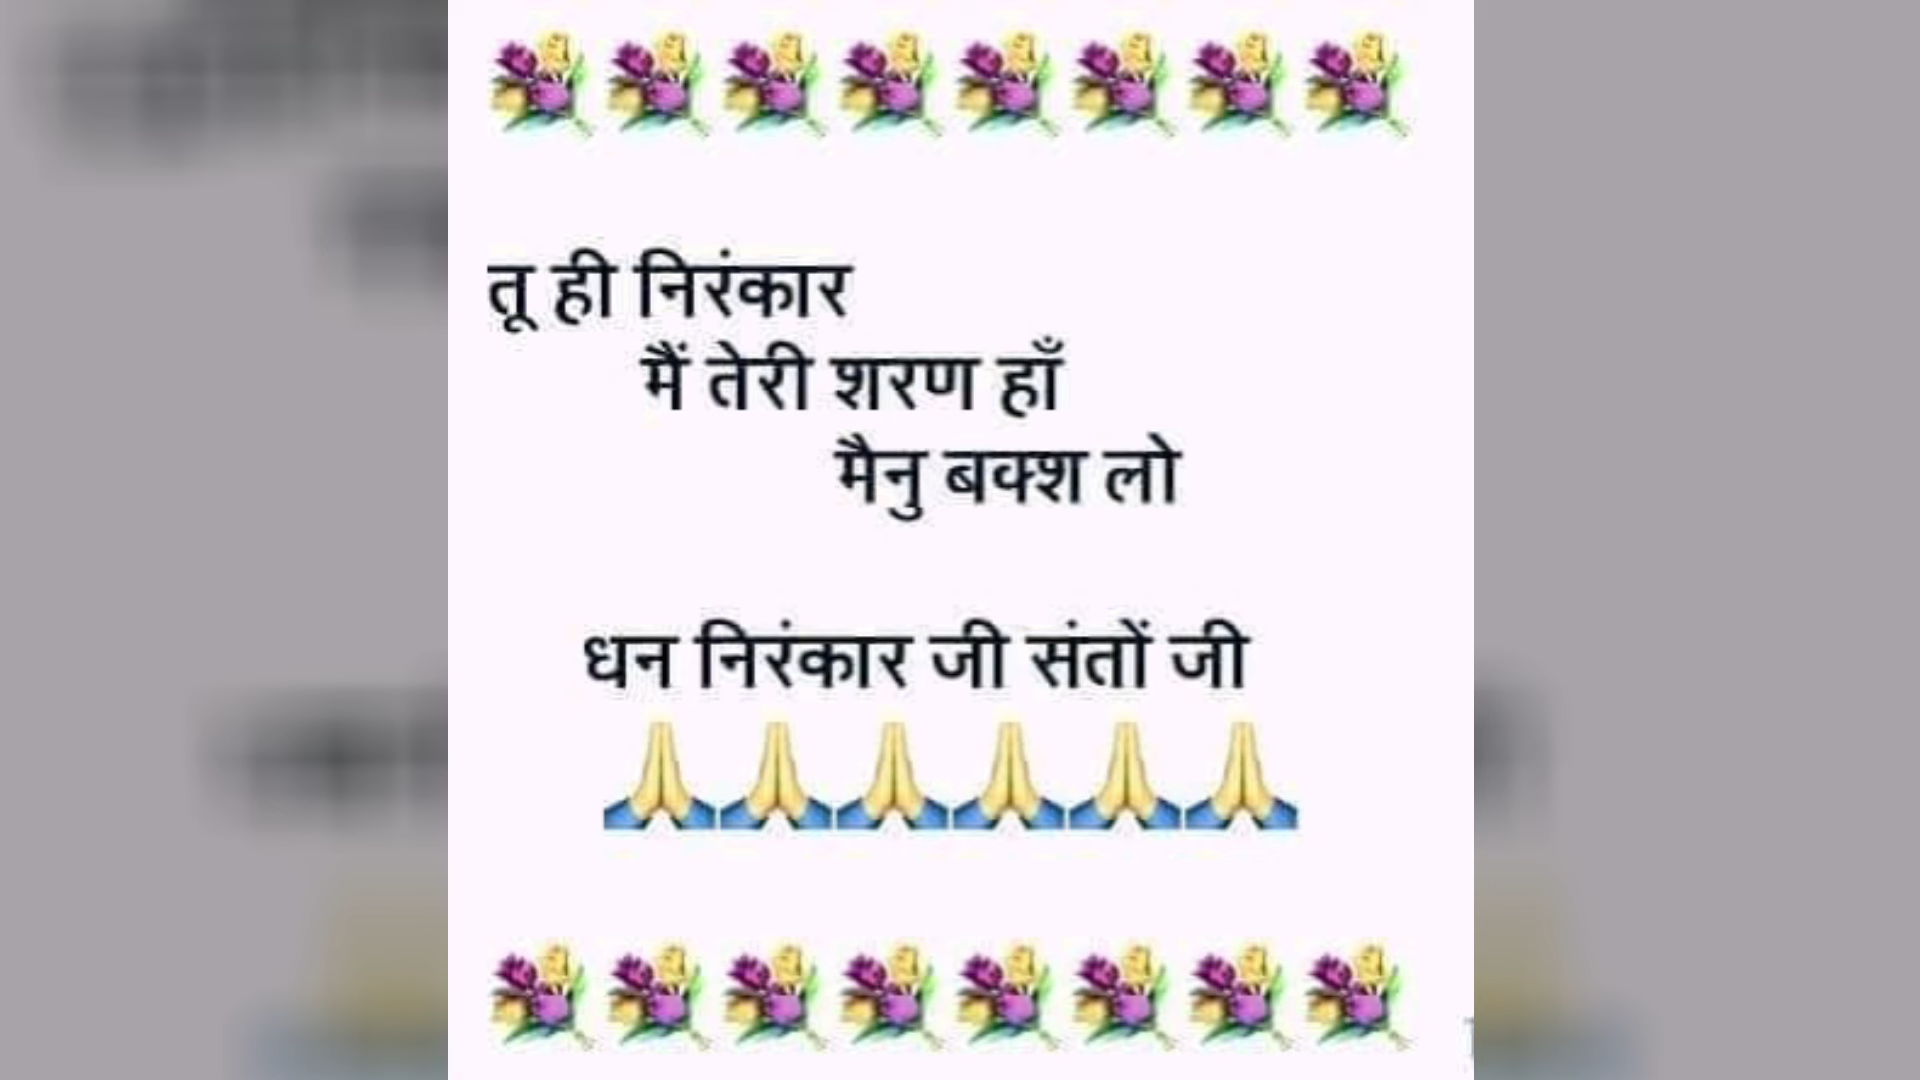 💐💐💐💐💐💐💐💐
तू ही निरंकार
मैं तेरी शरण हाँ
मैनु बक्श लो
धन निरंकार जी संतों जी
🙏🙏🙏🙏🙏🙏
💐💐💐💐💐💐💐💐